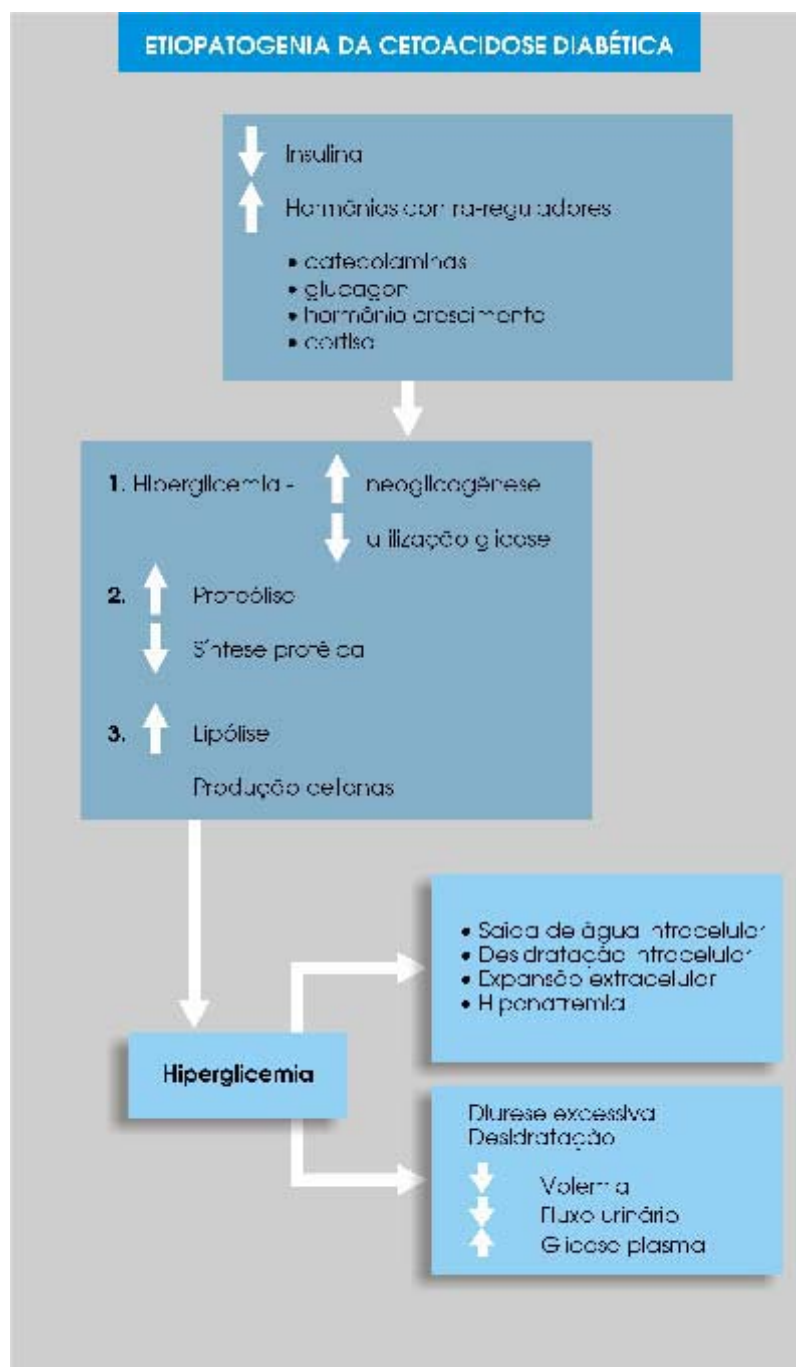 ETIOPATOGENIA DA CETOACIDOSE DIABÉTICA
Insulina
Hormônios contra-reguladores
• catecolaminas
• glucagon
• hormônio crescimento
• cortisol
1. Hiperglicemia - neoglicogênese
utilização glicose
2. Proteólise
Síntese protéica
3. Lipólise
Produção cetonas
• Saída de água intracelular
• Desidratação intracelular
• Expansão extracelular
• Hiponatremia
Hiperglicemia
Diurese excessiva
Desidratação
Volemia
Fluxo urinário
Glicose plasma